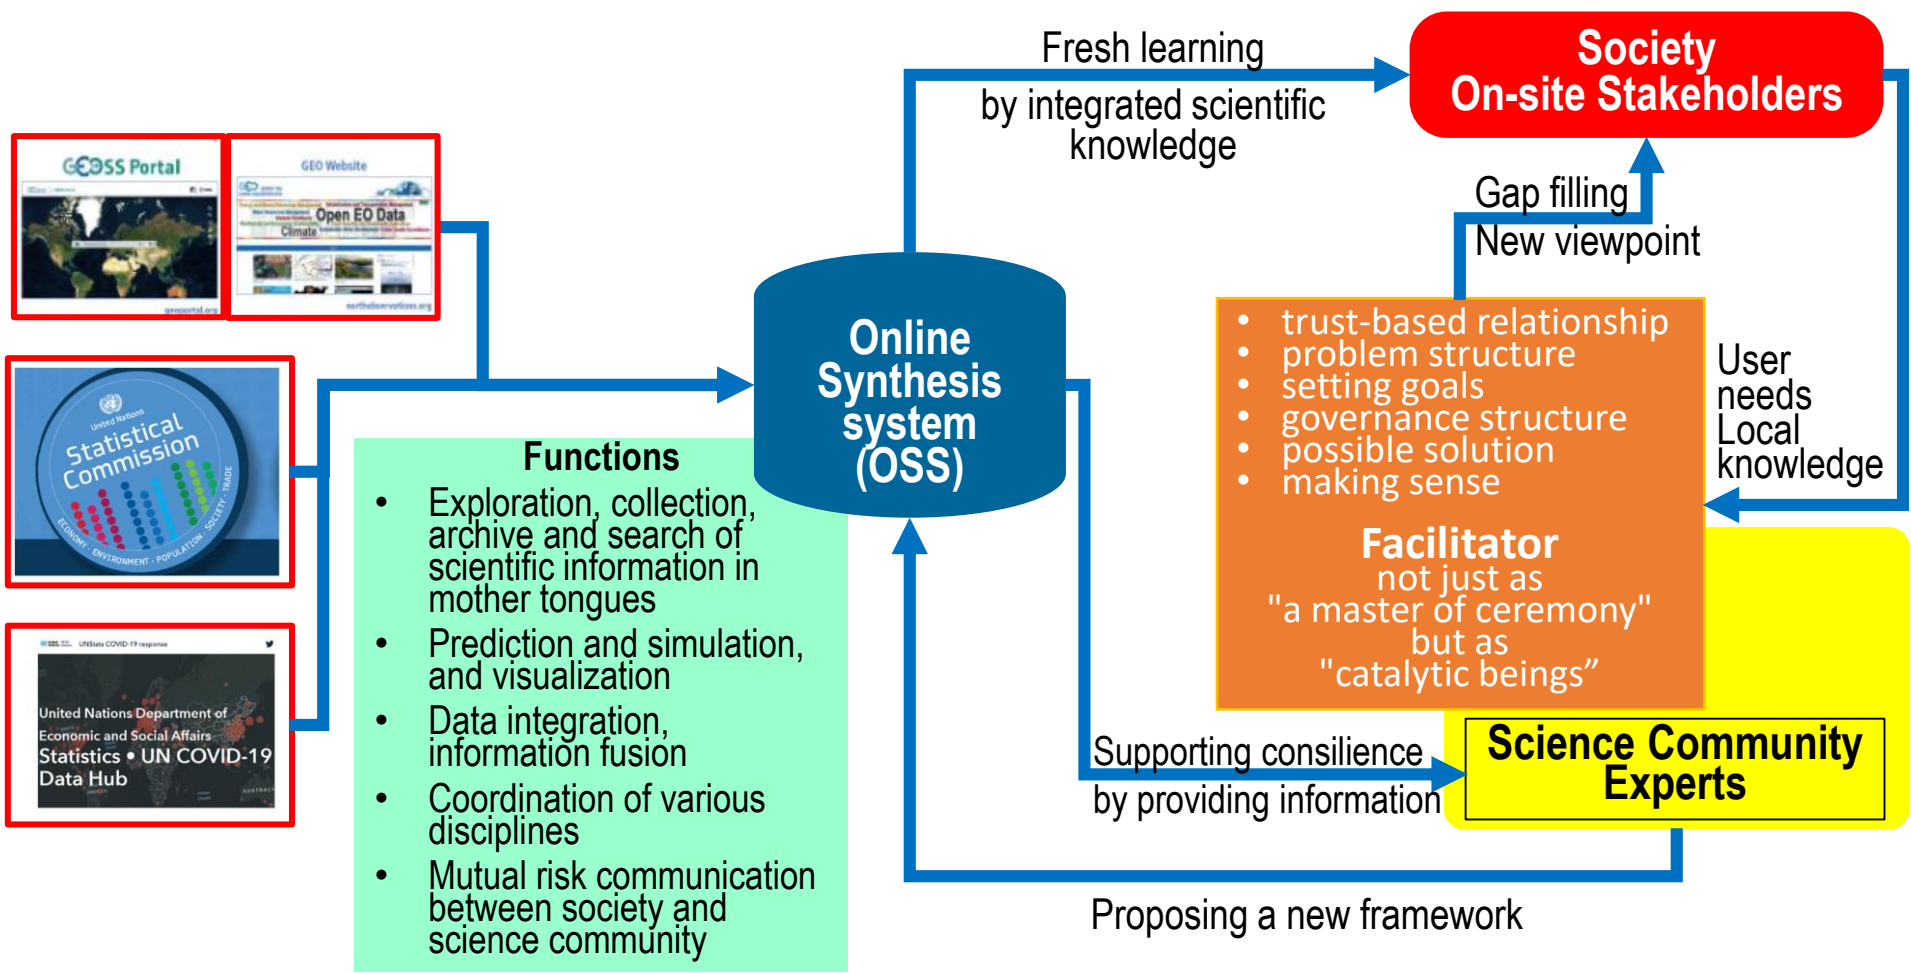 Fresh learning
by integrated scientific
knowledge
Society
On-site Stakeholders
GEOSS Portal
geoportal.org
GEO Website
Open EO Data
Climate
earthobservations.org
Gap filling
New viewpoint
United Nations
Statistical
Commission
ECONOMY · ENVIRONMENT · POPULATION · SOCIETY · TRADE
UNStats COVID-19 response
United Nations Department of
Economic and Social Affairs
Statistics • UN COVID-19
Data Hub
Online
Synthesis
system
(OSS)
Functions
• Exploration, collection,
archive and search of
scientific information in
mother tongues
• Prediction and simulation,
and visualization
• Data integration,
information fusion
• Coordination of various
disciplines
• Mutual risk communication
between society and
science community
• trust-based relationship
• problem structure
• setting goals
• governance structure
• possible solution
• making sense
Facilitator
not just as
"a master of ceremony"
but as
"catalytic beings”
User
needs
Local
knowledge
Supporting consilience
by providing information
Science Community
Experts
Proposing a new framework